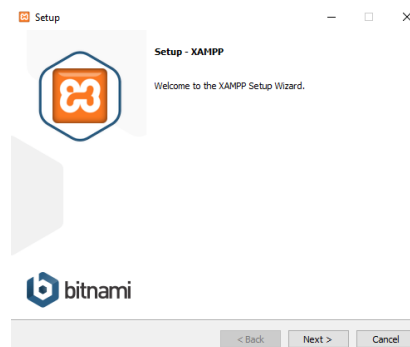 Setup
Setup - XAMPP
Welcome to the XAMPP Setup Wizard.
bitnami
< Back
Next >
Cancel